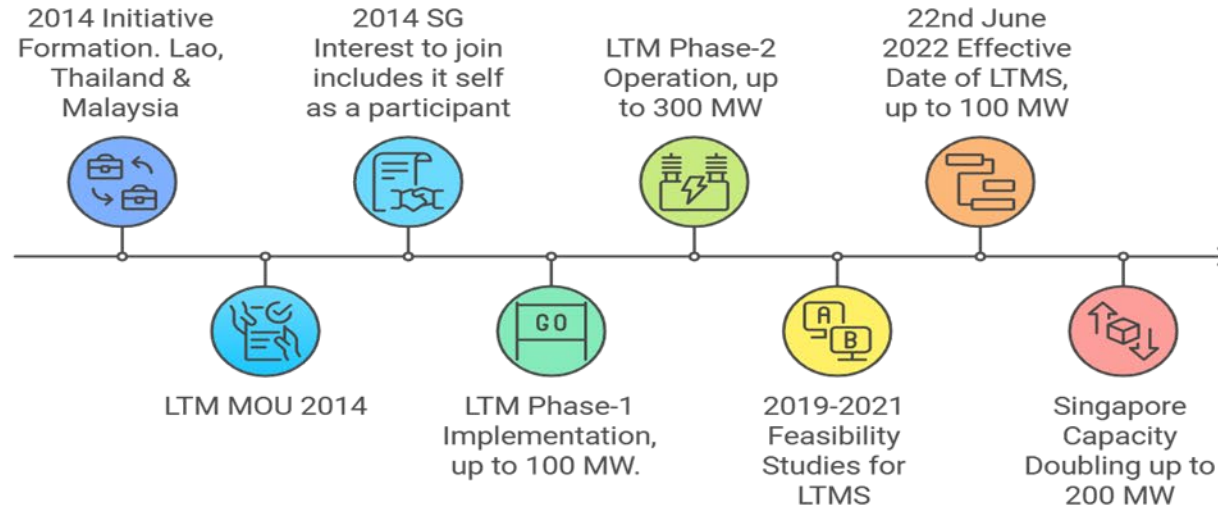 2014 Initiative
Formation. Lao,
Thailand &
Malaysia
LTM MOU 2014
2014 SG
Interest to join
includes it self
as a participant
GO
LTM Phase-1
Implementation,
up to 100 MW.
LTM Phase-2
Operation, up
to 300 MW
A
B
2019-2021
Feasibility
Studies for
LTMS
22nd June
2022 Effective
Date of LTMS,
up to 100 MW
Singapore
Capacity
Doubling up to
200 MW